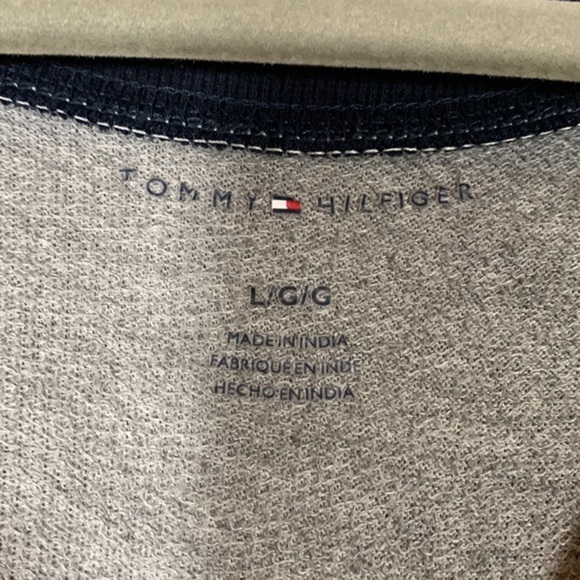 TOMMY HILFIGER
L/G/G
MADE IN INDIA
FABRIQUE EN INDE
HECHO EN INDIA